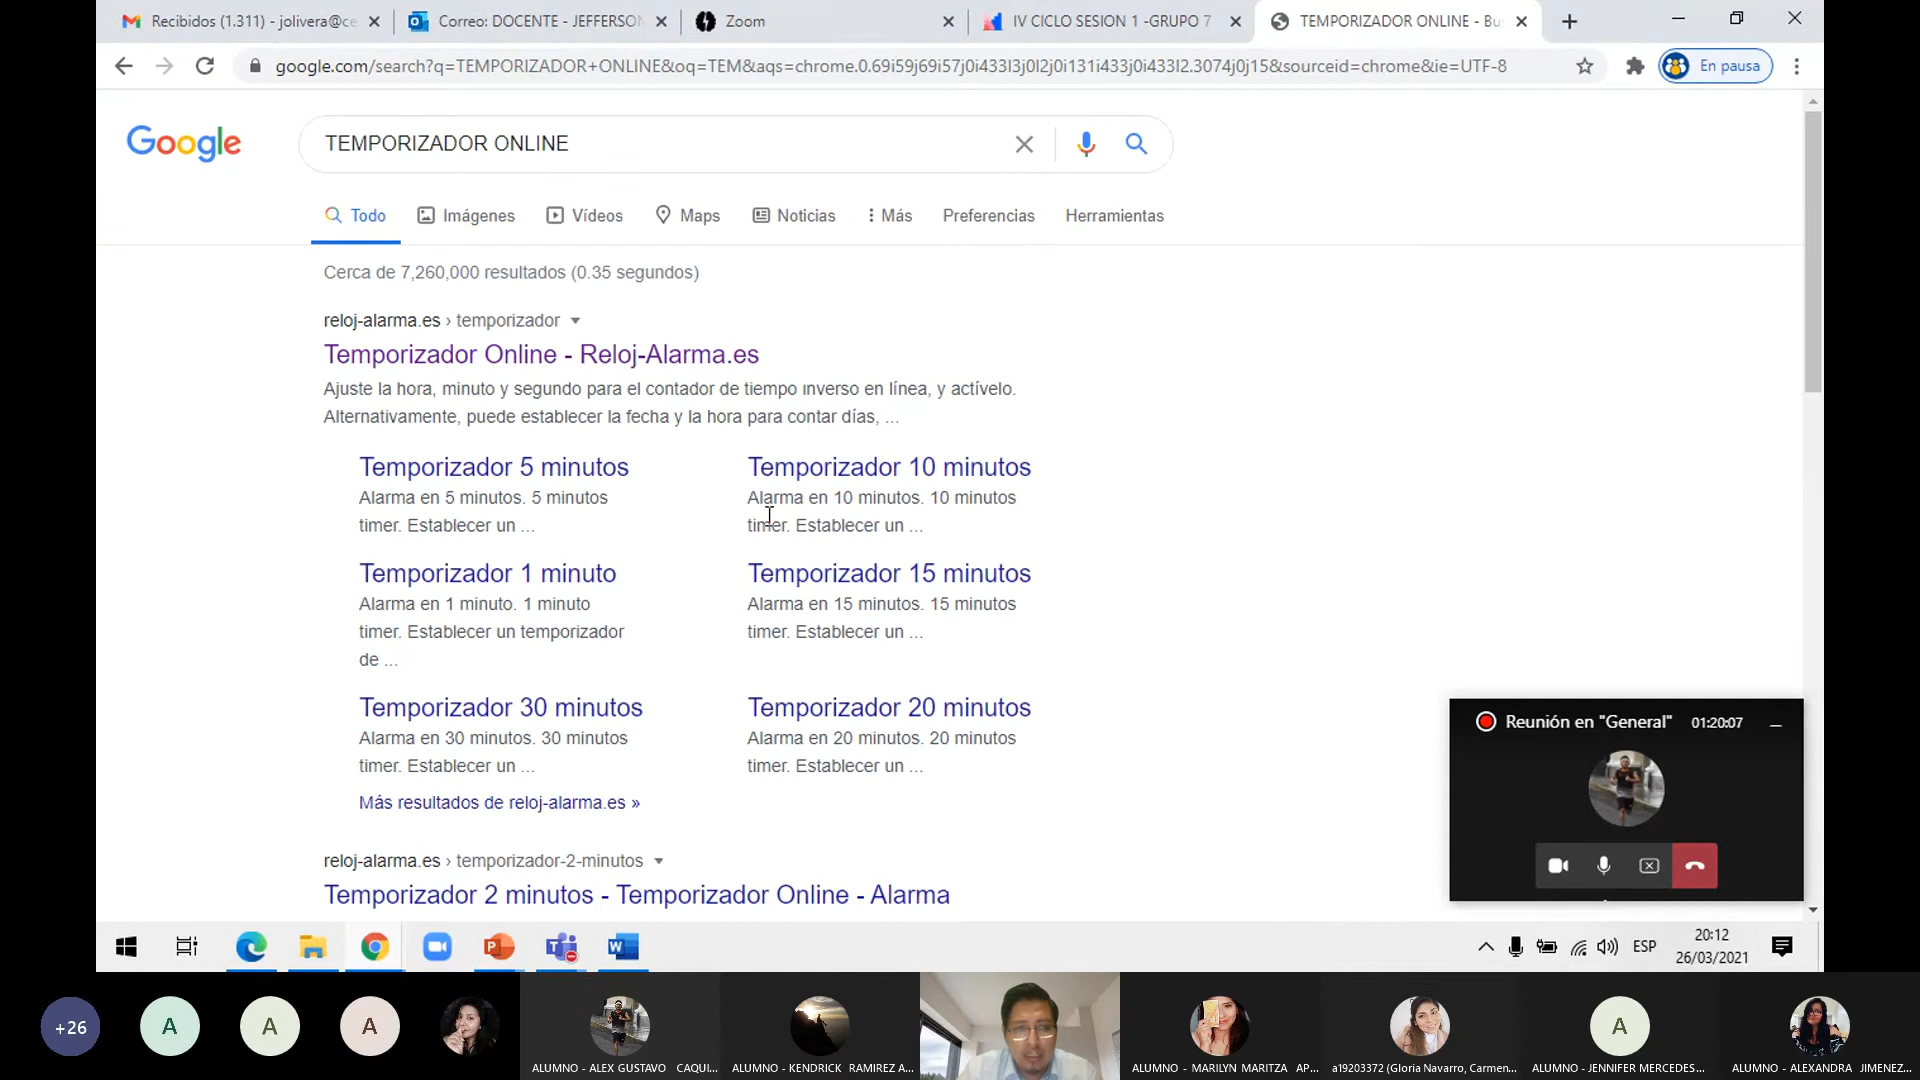 Recibidos (1.311) - jolivera@ce
Correo: DOCENTE - JEFFERSON
Zoom
IV CICLO SESION 1 -GRUPO 7
TEMPORIZADOR ONLINE - Bu
google.com/search?q=TEMPORIZADOR+ONLINE&oq=TEM&aqs=chrome.0.69i59j69i57j0i433l3j0l2j0i131i433j0i433l2.3074j0j15&sourceid=chrome&ie=UTF-8
En pausa
Google
TEMPORIZADOR ONLINE
Todo
Imágenes
Vídeos
Maps
Noticias
Más
Preferencias
Herramientas
Cerca de 7,260,000 resultados (0.35 segundos)
reloj-alarma.es › temporizador
Temporizador Online - Reloj-Alarma.es
Ajuste la hora, minuto y segundo para el contador de tiempo inverso en línea, y actívelo.
Alternativamente, puede establecer la fecha y la hora para contar días, ...
Temporizador 5 minutos
Alarma en 5 minutos. 5 minutos
timer. Establecer un ...
Temporizador 10 minutos
Alarma en 10 minutos. 10 minutos
timer. Establecer un ...
Temporizador 1 minuto
Alarma en 1 minuto. 1 minuto
timer. Establecer un temporizador
de ...
Temporizador 15 minutos
Alarma en 15 minutos. 15 minutos
timer. Establecer un ...
Temporizador 30 minutos
Alarma en 30 minutos. 30 minutos
timer. Establecer un ...
Temporizador 20 minutos
Alarma en 20 minutos. 20 minutos
timer. Establecer un ...
Más resultados de reloj-alarma.es »
reloj-alarma.es › temporizador-2-minutos
Temporizador 2 minutos - Temporizador Online - Alarma
Reunión en "General"
01:20:07
ESP
20:12
26/03/2021
+26
A
A
A
ALUMNO - ALEX GUSTAVO CAQUI...
ALUMNO - KENDRICK RAMIREZ A...
ALUMNO - MARILYN MARITZA AP...
a19203372 (Gloria Navarro, Carmen...
A
ALUMNO - JENNIFER MERCEDES...
ALUMNO - ALEXANDRA JIMENEZ...